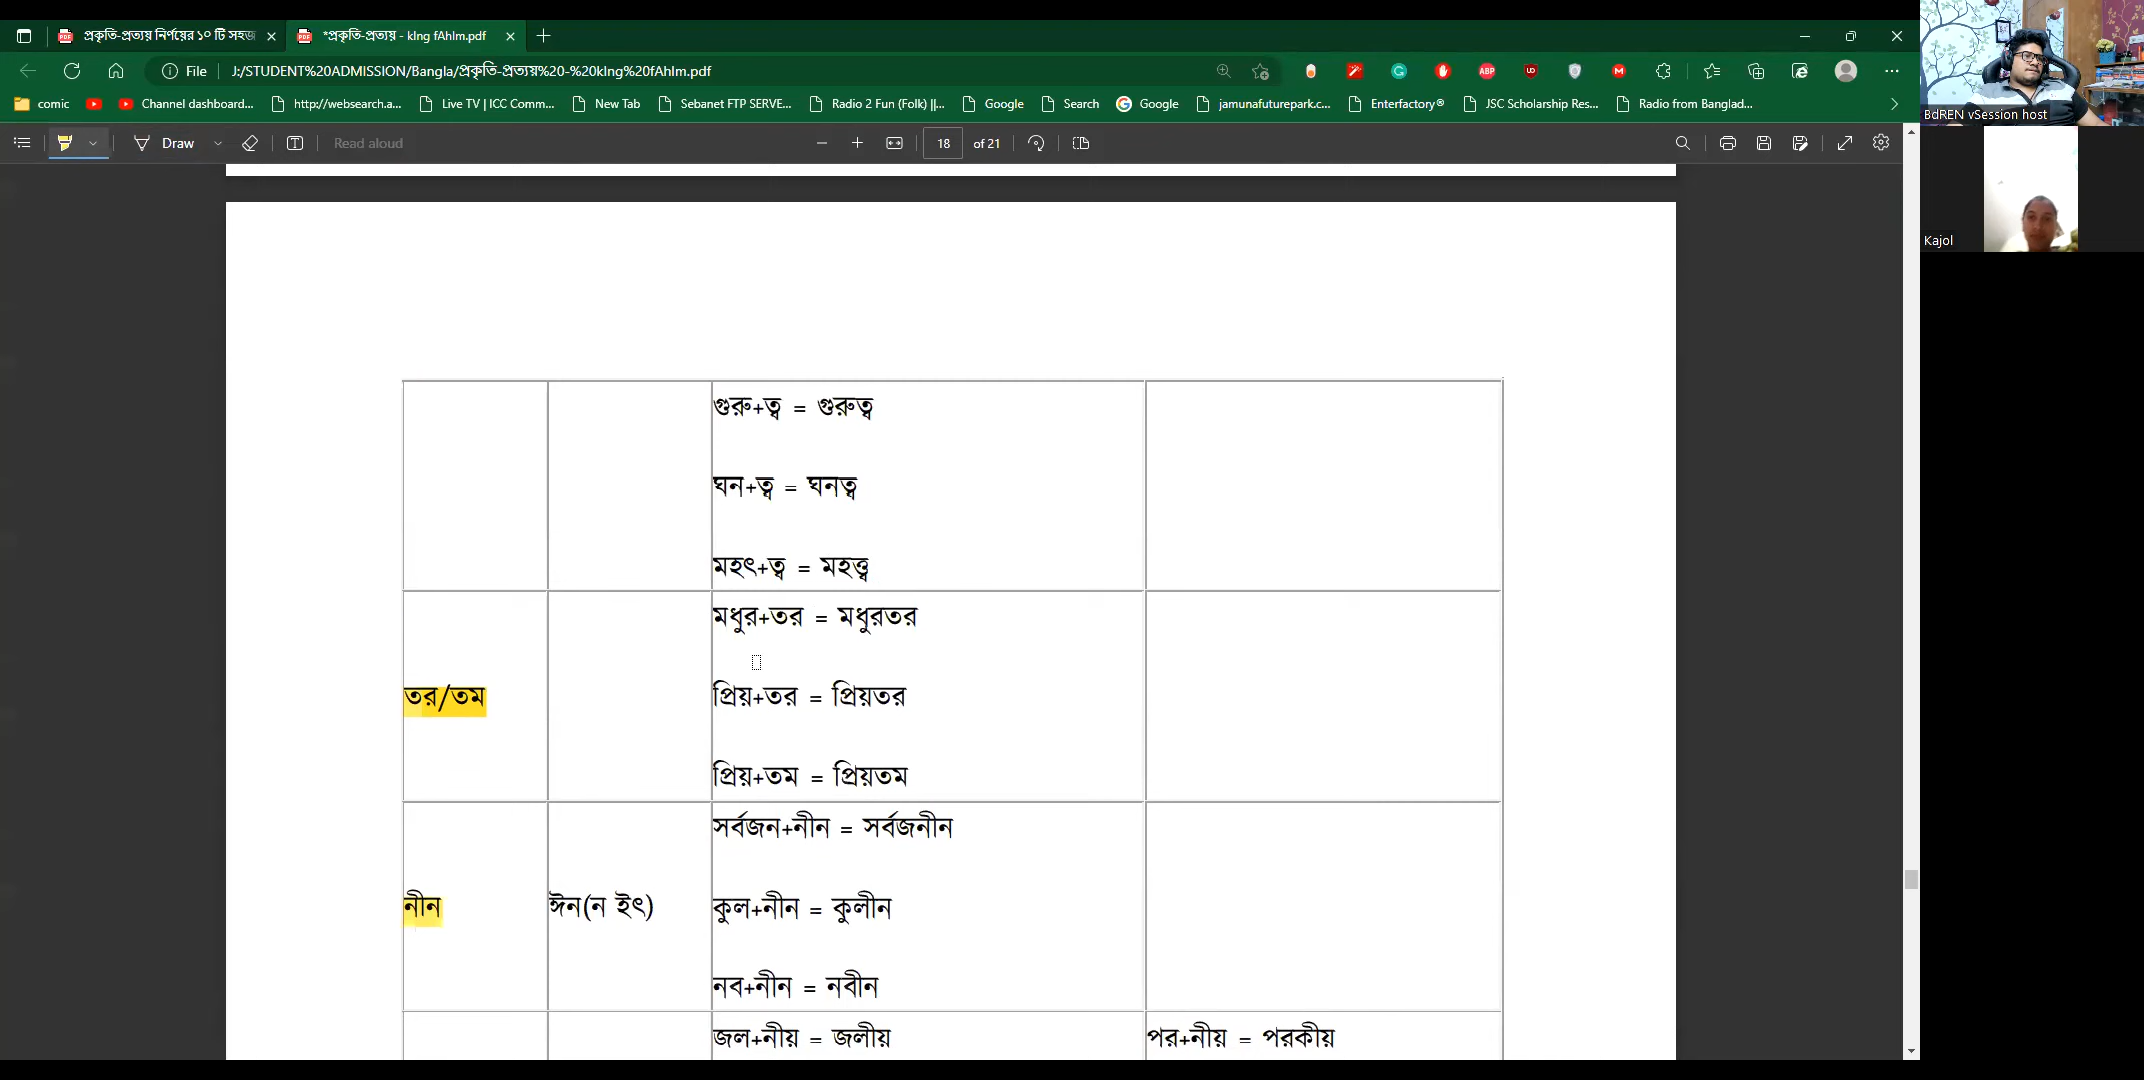 প্রকৃতি-প্রত্যয় নির্ণয়ের ১০ টি সহজ
*প্রকৃতি-প্রত্যয় - kIng fAhIm.pdf
File
J:/STUDENT%20ADMISSION/Bangla/প্রকৃতি-প্রত্যয়%20-%20kIng%20fAhIm.pdf
comic
Channel dashboard...
http://websearch.a...
Live TV | ICC Comm...
New Tab
Sebanet FTP SERVE...
Radio 2 Fun (Folk) ||...
Google
Search
Google
jamunafuturepark.c...
Enterfactory®
JSC Scholarship Res...
Radio from Banglad...
Draw
Read aloud
18 of 21
BdREN vSession host
Kajol
গুরু+ত্ব = গুরুত্ব
ঘন+ত্ব = ঘনত্ব
মহৎ+ত্ব = মহত্ত্ব
মধুর+তর = মধুরতর
তর/তম
প্রিয়+তর = প্রিয়তর
প্রিয়+তম = প্রিয়তম
সর্বজন+নীন = সর্বজনীন
নীন
ঈন(ন ইৎ)
কুল+নীন = কুলীন
নব+নীন = নবীন
জল+নীয় = জলীয়
পর+নীয় = পরকীয়